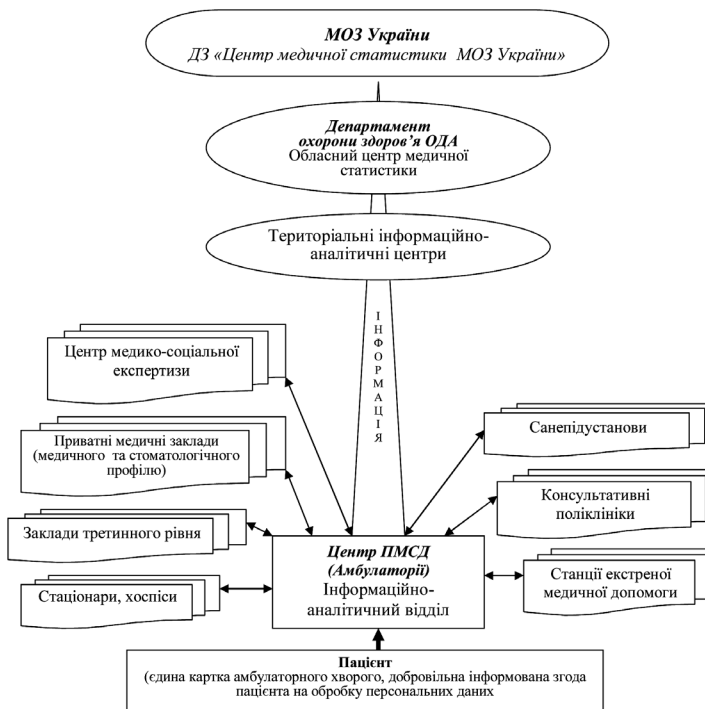 МОЗ України
ДЗ «Центр медичної статистики МОЗ України»
Департамент
охорони здоров’я ОДА
Обласний центр медичної
статистики
Територіальні інформаційно-
аналітичні центри
ІНФОРМАЦІЯ
Центр медико-соціальної
експертизи
Приватні медичні заклади
(медичного та стоматологічного
профілю)
Заклади третинного рівня
Стаціонари, хоспіси
Санепідустанови
Консультативні
поліклініки
Станції екстреної
медичної допомоги
Центр ПМСД
(Амбулаторії)
Інформаційно-
аналітичний відділ
Пацієнт
(єдина картка амбулаторного хворого, добровільна інформована згода
пацієнта на обробку персональних даних